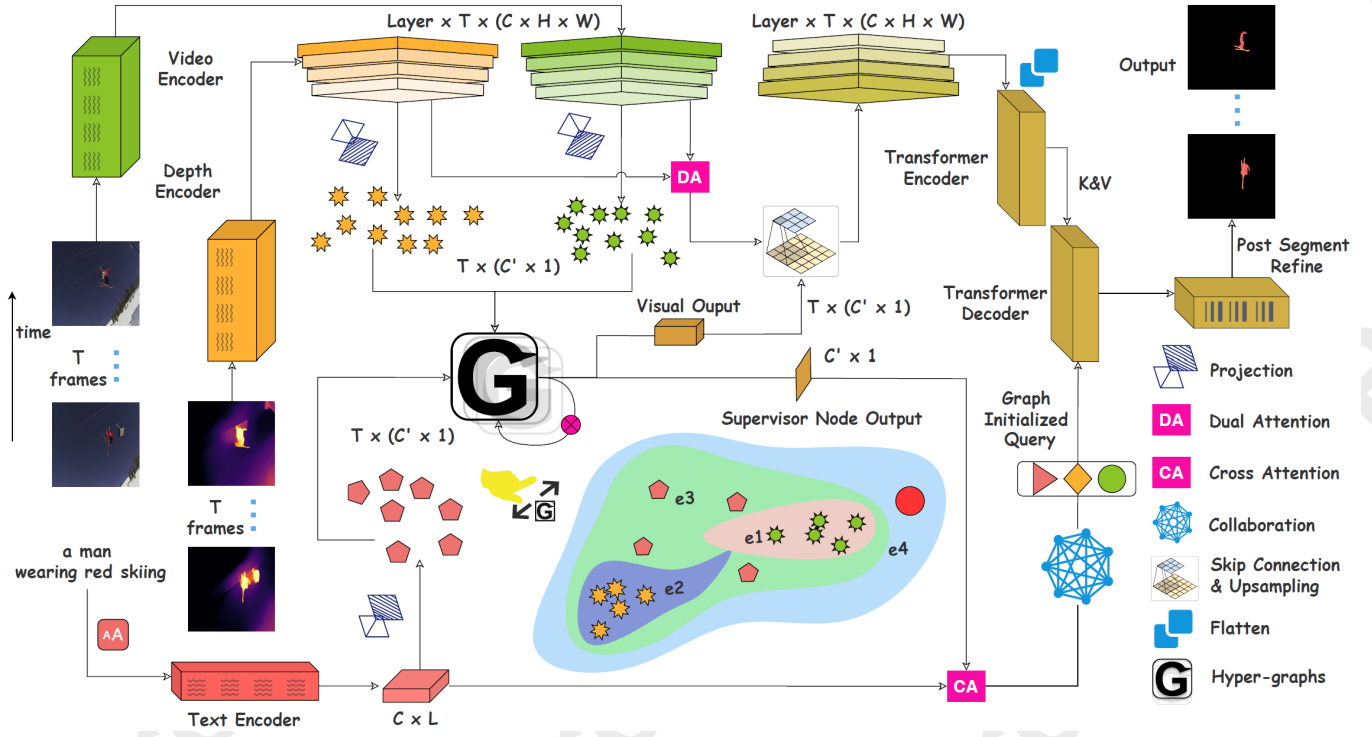 Layer x T x (C x H x W)
Layer x T x (C x H x W)
Video
Encoder
Output
Depth
Encoder
DA
Transformer
Encoder
K&V
T x (C' x 1)
Post Segment
Refine
time
T
frames
Visual Ouput
T x (C' x 1)
Transformer
Decoder
G
C' x 1
Projection
Graph
Initialized
Query
Supervisor Node Output
T x (C' x 1)
DA
Dual Attention
CA
Cross Attention
T
frames
G
e3
e1
e4
e2
Collaboration
a man
wearing red skiing
Skip Connection
& Upsampling
AA
Flatten
G
Hyper-graphs
CA
Text Encoder
C x L